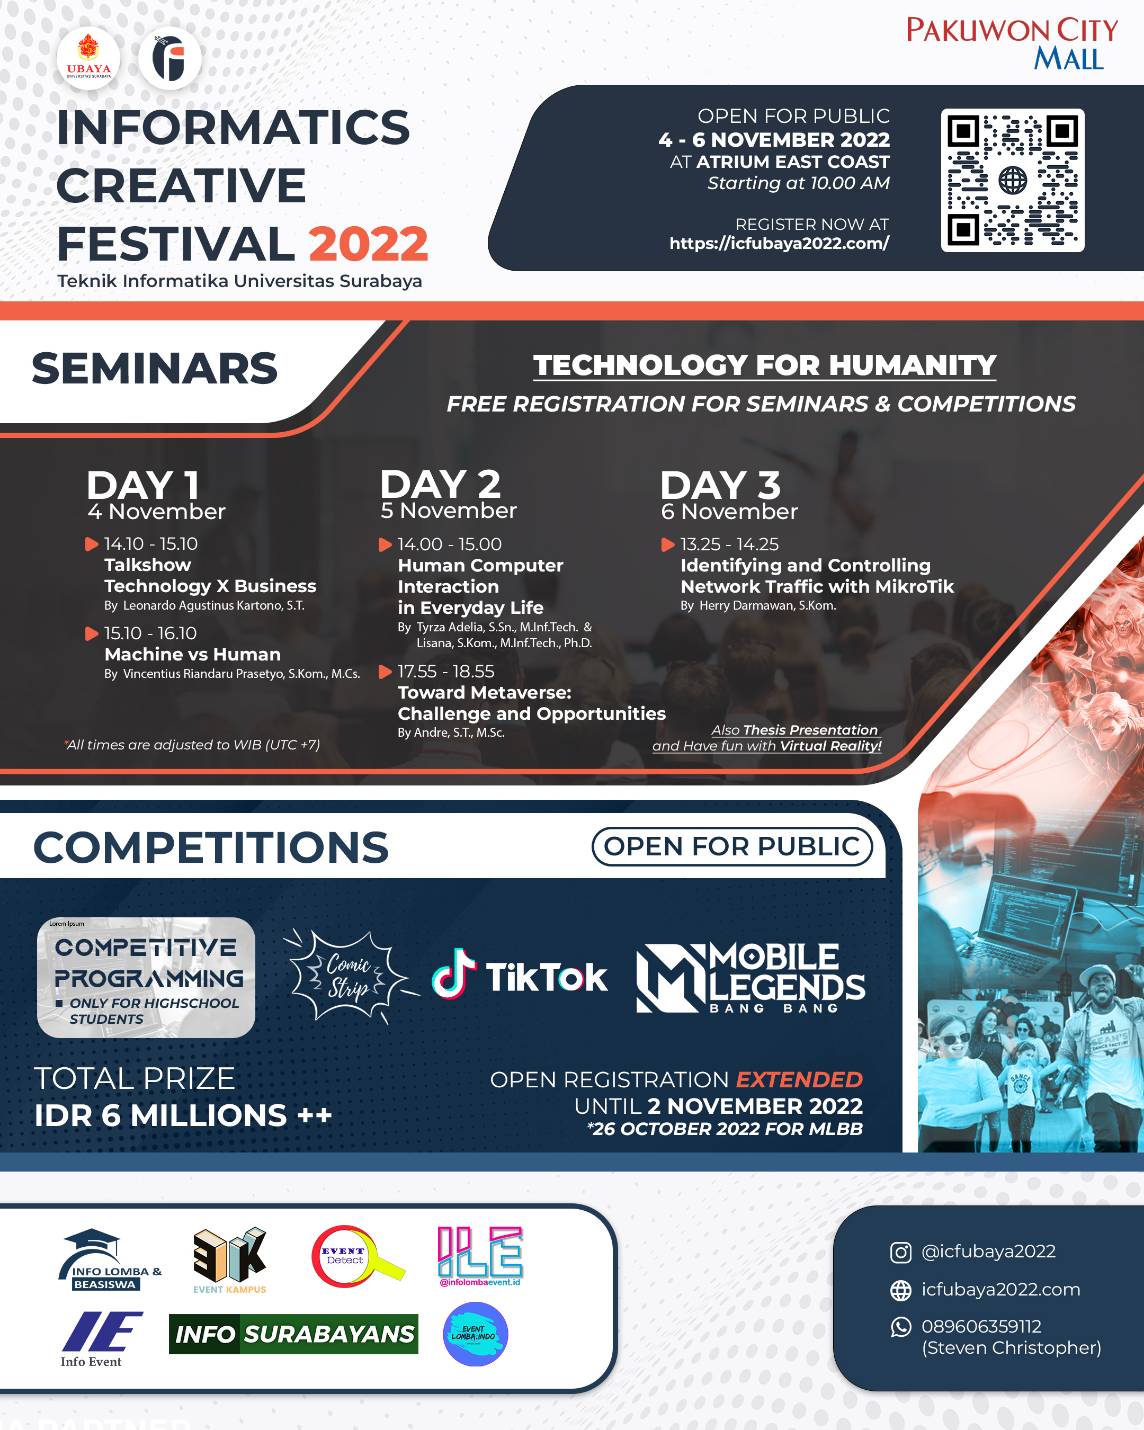 UBAYA
UNIVERSITAS SURABAYA
PAKUWON CITY
MALL
INFORMATICS
CREATIVE
FESTIVAL 2022
Teknik Informatika Universitas Surabaya
OPEN FOR PUBLIC
4 - 6 NOVEMBER 2022
AT ATRIUM EAST COAST
Starting at 10.00 AM
REGISTER NOW AT
https://icfubaya2022.com/
SEMINARS
TECHNOLOGY FOR HUMANITY
FREE REGISTRATION FOR SEMINARS & COMPETITIONS
DAY 1
4 November
14.10 - 15.10
Talkshow
Technology X Business
By Leonardo Agustinus Kartono, S.T.
15.10 - 16.10
Machine vs Human
By Vincentius Riandaru Prasetyo, S.Kom., M.Cs.
DAY 2
5 November
14.00 - 15.00
Human Computer
Interaction
in Everyday Life
By Tyrza Adelia, S.Sn., M.Inf.Tech. &
Lisana, S.Kom., M.Inf.Tech., Ph.D.
17.55 - 18.55
Toward Metaverse:
Challenge and Opportunities
By Andre, S.T., M.Sc.
DAY 3
6 November
13.25 - 14.25
Identifying and Controlling
Network Traffic with MikroTik
By Herry Darmawan, S.Kom.
*All times are adjusted to WIB (UTC +7)
Also Thesis Presentation
and Have fun with Virtual Reality!
COMPETITIONS
OPEN FOR PUBLIC
Lorem Ipsum
COMPETITIVE
PROGRAMMING
ONLY FOR HIGHSCHOOL
STUDENTS
Comic
Strip
TikTok
MOBILE
LEGENDS
BANG BANG
TOTAL PRIZE
IDR 6 MILLIONS ++
OPEN REGISTRATION EXTENDED
UNTIL 2 NOVEMBER 2022
*26 OCTOBER 2022 FOR MLBB
DANCE
INFO LOMBA &
BEASISWA
EK
EVENT KAMPUS
EVENT
Detect
ILE
@infolombaevent.id
IE
Info Event
INFO SURABAYANS
EVENT
LOMBA.INDO
@icfubaya2022
icfubaya2022.com
089606359112
(Steven Christopher)
PARTNER